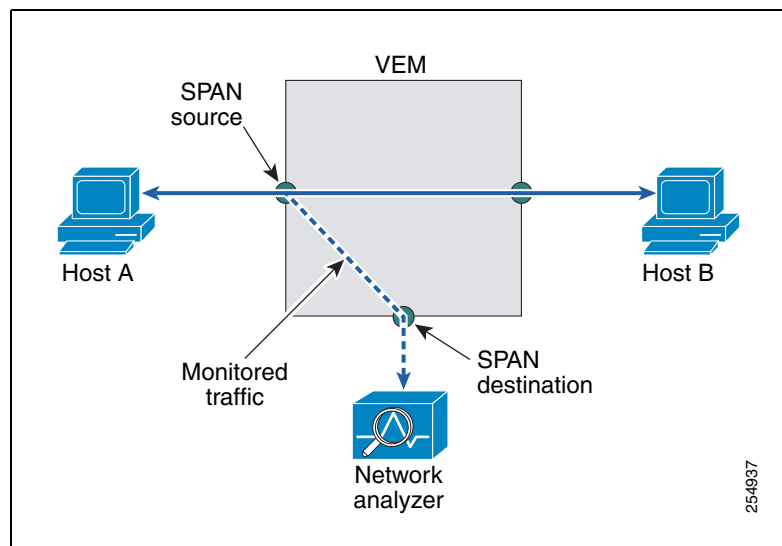 VEM
SPAN
source
Host A
Host B
Monitored
traffic
SPAN
destination
Network
analyzer
254937